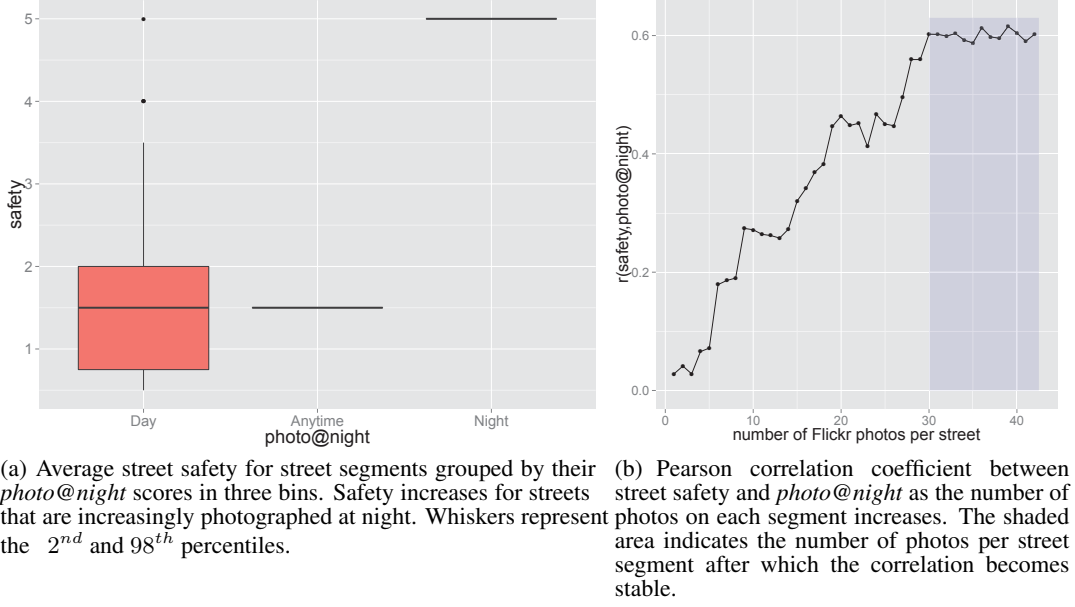 5
4
3
2
1
safety
Day Anytime Night
photo@night
0.6
0.4
0.2
0.0
r(safety,photo@night)
0 10 20 30 40
number of Flickr photos per street
(a) Average street safety for street segments grouped by their
photo@night scores in three bins. Safety increases for streets
that are increasingly photographed at night. Whiskers represent
the 2nd and 98th percentiles.
(b) Pearson correlation coefficient between
street safety and photo@night as the number of
photos on each segment increases. The shaded
area indicates the number of photos per street
segment after which the correlation becomes
stable.